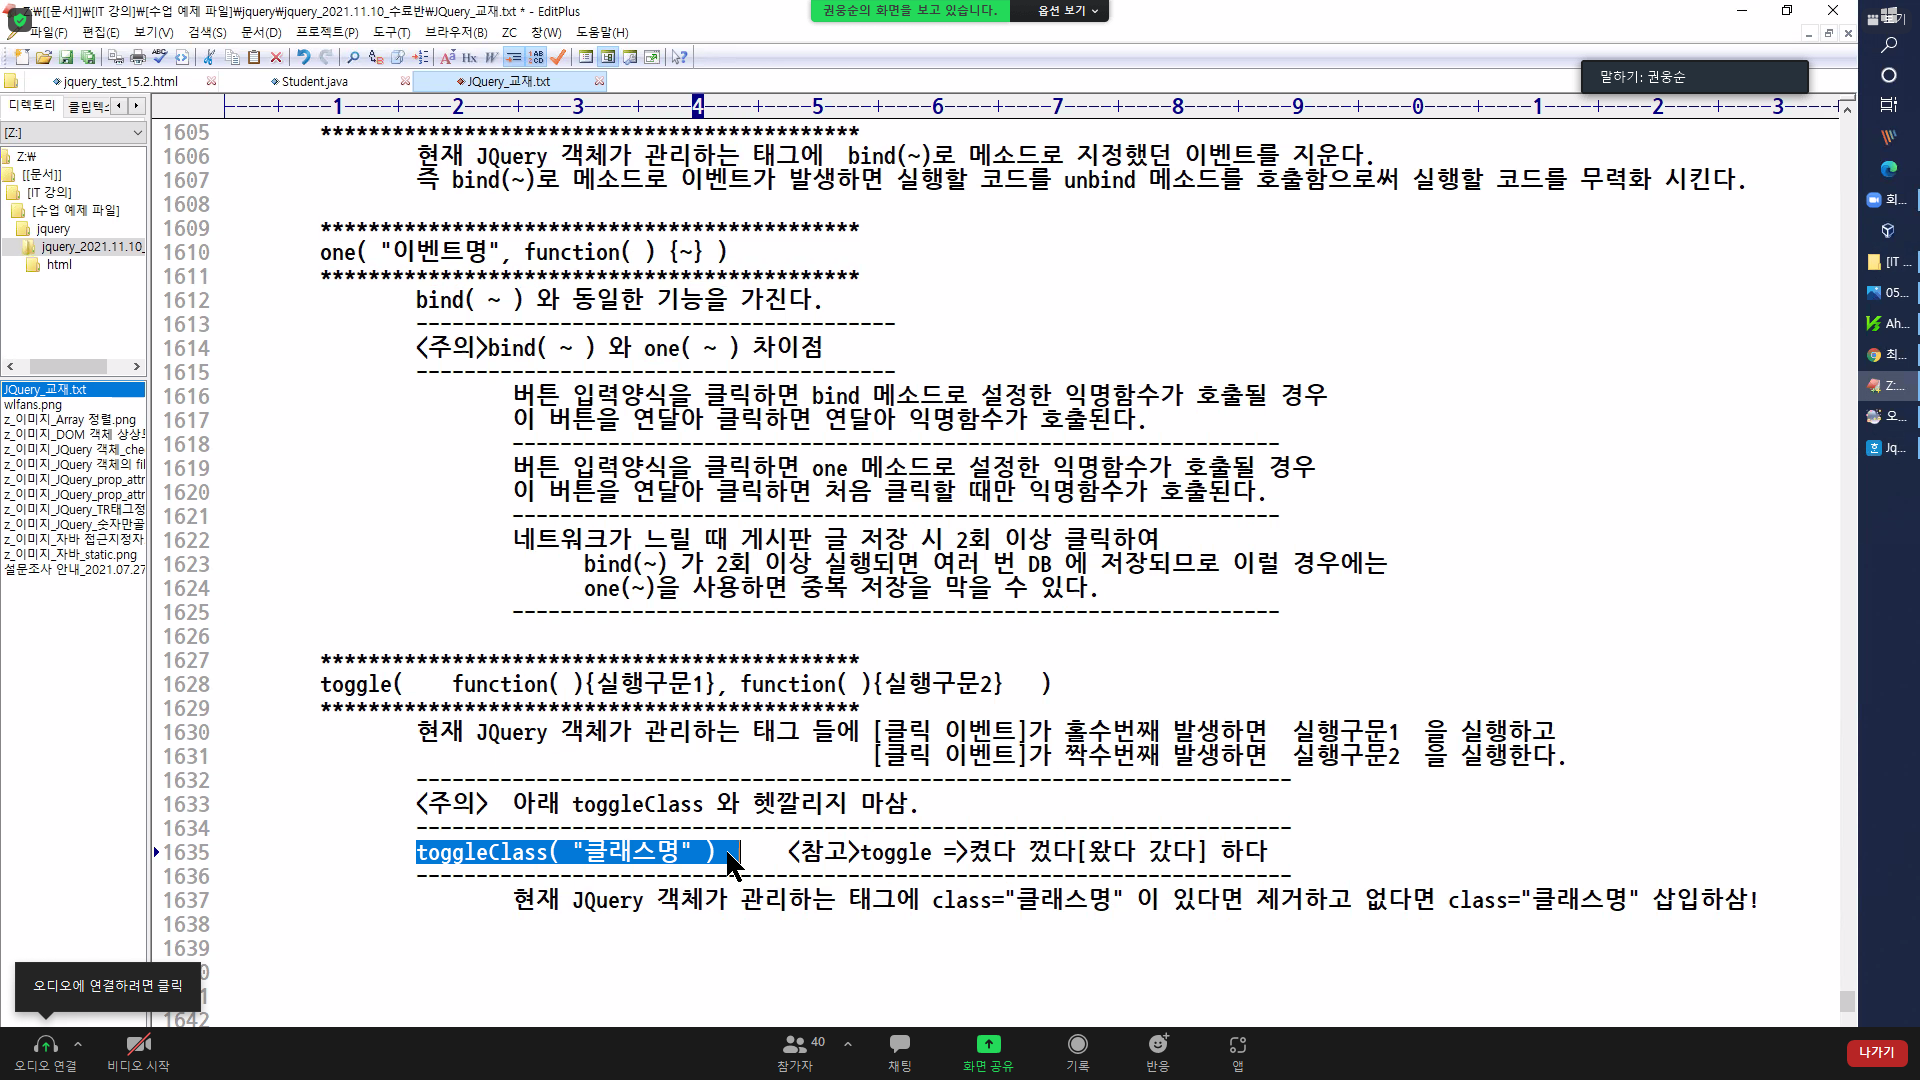 Z:₩[[문서]]₩[IT 강의]₩[수업 예제 파일]₩jquery₩jquery_2021.11.10_수료반₩JQuery_교재.txt * - EditPlus
권웅순의 화면을 보고 있습니다.
옵션 보기
파일(F) 편집(E) 보기(V) 검색(S) 문서(D) 프로젝트(P) 도구(T) 브라우저(B) ZC 창(W) 도움말(H)
jquery_test_15.2.html
Student.java
JQuery_교재.txt
말하기: 권웅순
디렉토리
[Z:]
Z:₩
[[문서]]
[IT 강의]
[수업 예제 파일]
jquery
jquery_2021.11.10_
html
JQuery_교재.txt
wlfans.png
z_이미지_Array 정렬.png
z_이미지_DOM 객체 상상도
z_이미지_JQuery 객체_che
z_이미지_JQuery 객체의 fil
z_이미지_JQuery_prop_attr
z_이미지_JQuery_prop_attr
z_이미지_JQuery_TR태그정
z_이미지_JQuery_숫자만골
z_이미지_자바 접근지정자
z_이미지_자바_static.png
설문조사 안내_2021.07.27
----+----1----+----2----+----3----+----4----+----5----+----6----+----7----+----8----+----9----+----0----+----1----+----2----+----3---
1605 *********************************************
1606 현재 JQuery 객체가 관리하는 태그에 bind(~)로 메소드로 지정했던 이벤트를 지운다.
1607 즉 bind(~)로 메소드로 이벤트가 발생하면 실행할 코드를 unbind 메소드를 호출함으로써 실행할 코드를 무력화 시킨다.
1608
1609 *********************************************
1610 one( "이벤트명", function( ) {~} )
1611 *********************************************
1612 bind( ~ ) 와 동일한 기능을 가진다.
1613 ----------------------------------------
1614 <주의>bind( ~ ) 와 one( ~ ) 차이점
1615 ----------------------------------------
1616 버튼 입력양식을 클릭하면 bind 메소드로 설정한 익명함수가 호출될 경우
1617 이 버튼을 연달아 클릭하면 연달아 익명함수가 호출된다.
1618 ----------------------------------------------------------------
1619 버튼 입력양식을 클릭하면 one 메소드로 설정한 익명함수가 호출될 경우
1620 이 버튼을 연달아 클릭하면 처음 클릭할 때만 익명함수가 호출된다.
1621 ----------------------------------------------------------------
1622 네트워크가 느릴 때 게시판 글 저장 시 2회 이상 클릭하여
1623 bind(~) 가 2회 이상 실행되면 여러 번 DB 에 저장되므로 이럴 경우에는
1624 one(~)을 사용하면 중복 저장을 막을 수 있다.
1625 ----------------------------------------------------------------
1626
1627 *********************************************
1628 toggle( function( ){실행구문1}, function( ){실행구문2} )
1629 *********************************************
1630 현재 JQuery 객체가 관리하는 태그 들에 [클릭 이벤트]가 홀수번째 발생하면 실행구문1 을 실행하고
1631 [클릭 이벤트]가 짝수번째 발생하면 실행구문2 을 실행한다.
1632 -------------------------------------------------------------------------
1633 <주의> 아래 toggleClass 와 헷깔리지 마삼.
1634 -------------------------------------------------------------------------
1635 toggleClass( "클래스명" ) <참고>toggle =>켰다 껐다[왔다 갔다] 하다
1636 -------------------------------------------------------------------------
1637 현재 JQuery 객체가 관리하는 태그에 class="클래스명" 이 있다면 제거하고 없다면 class="클래스명" 삽입하삼!
1638
1639
1642
회...
[IT ...
05...
Ah...
최...
Z:...
오...
Jq...
오디오에 연결하려면 클릭
오디오 연결
비디오 시작
참가자 40
채팅
화면 공유
기록
반응
앱
나가기